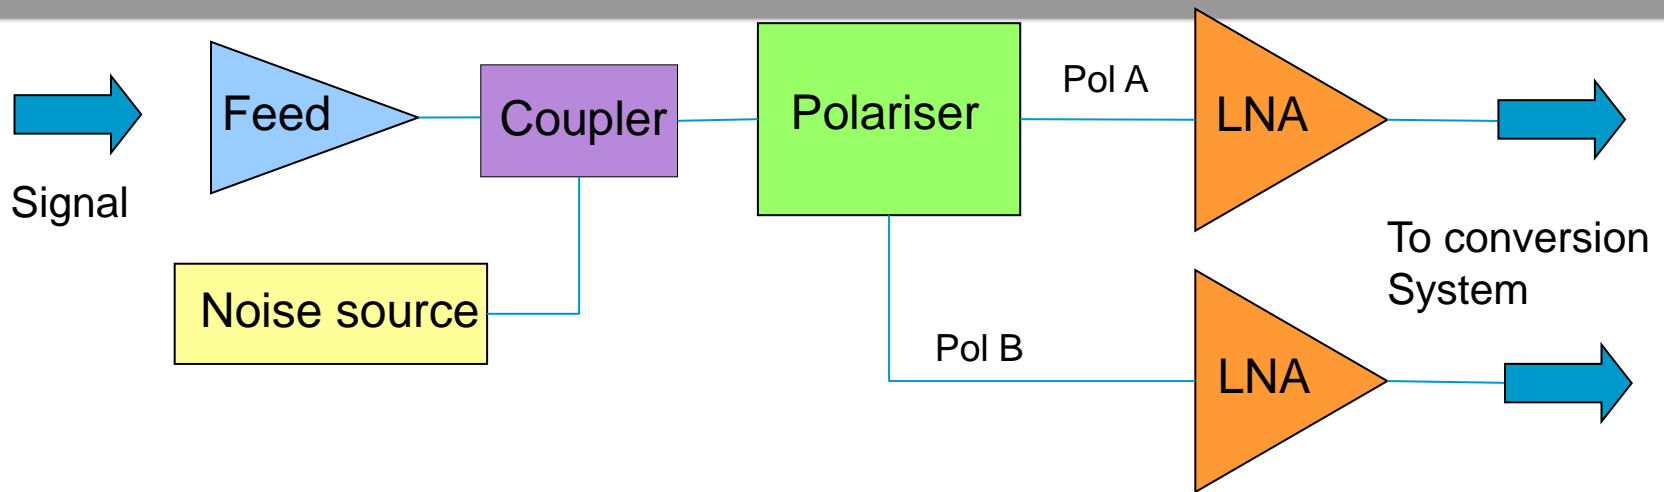 Signal
Feed
Coupler
Noise source
Polariser
Pol A
LNA
Pol B
LNA
To conversion
System